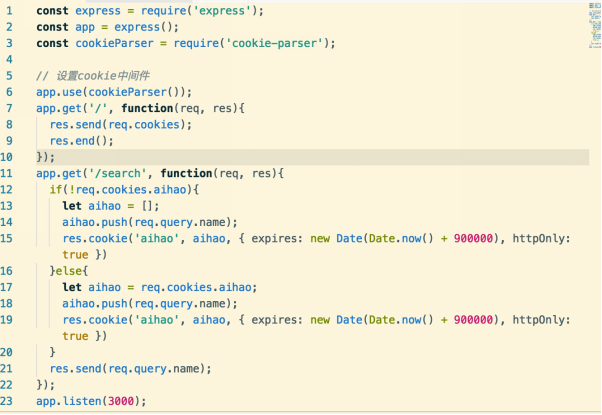 1 const express = require('express');
2 const app = express();
3 const cookieParser = require('cookie-parser');
4
5 // 设置cookie中间件
6 app.use(cookieParser());
7 app.get('/', function(req, res){
8   res.send(req.cookies);
9   res.end();
10 });
11 app.get('/search', function(req, res){
12   if(!req.cookies.aihao){
13     let aihao = [];
14     aihao.push(req.query.name);
15     res.cookie('aihao', aihao, { expires: new Date(Date.now() + 900000), httpOnly:
     true })
16   }else{
17     let aihao = req.cookies.aihao;
18     aihao.push(req.query.name);
19     res.cookie('aihao', aihao, { expires: new Date(Date.now() + 900000), httpOnly:
     true })
20   }
21   res.send(req.query.name);
22 });
23 app.listen(3000);